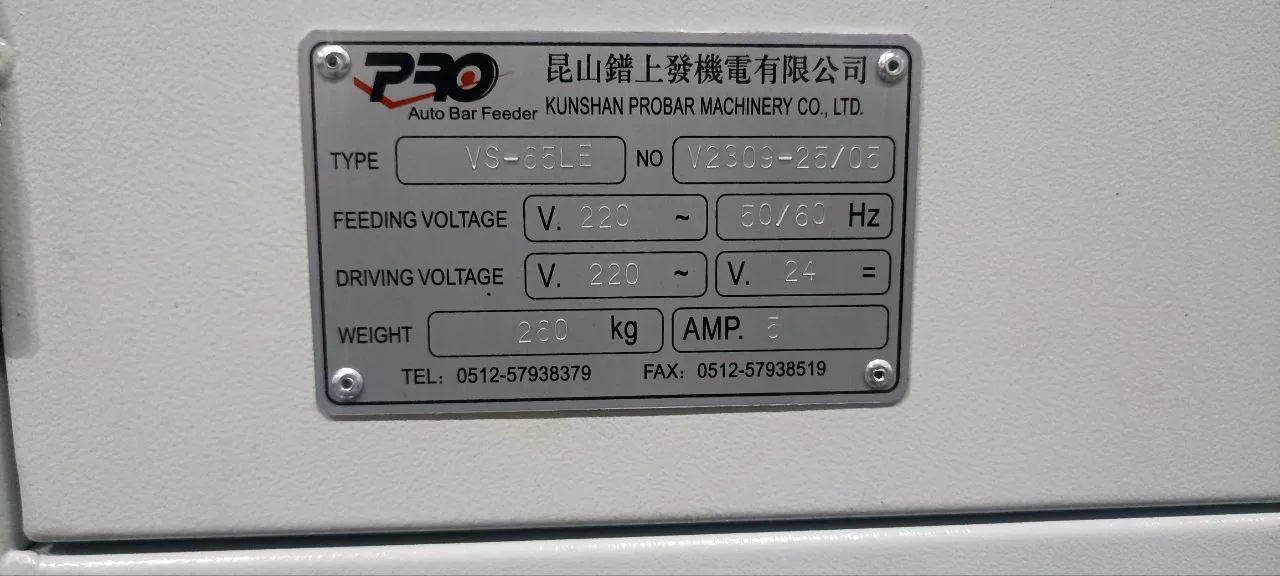 PRO
Auto Bar Feeder
昆山鐠上發機電有限公司
KUNSHAN PROBAR MACHINERY CO., LTD.
TYPE VS-65LE NO V2309-25/05
FEEDING VOLTAGE V. 220 ~ 50/60 Hz
DRIVING VOLTAGE V. 220 ~ V. 24 =
WEIGHT 260 kg AMP. 5
TEL: 0512-57938379 FAX: 0512-57938519